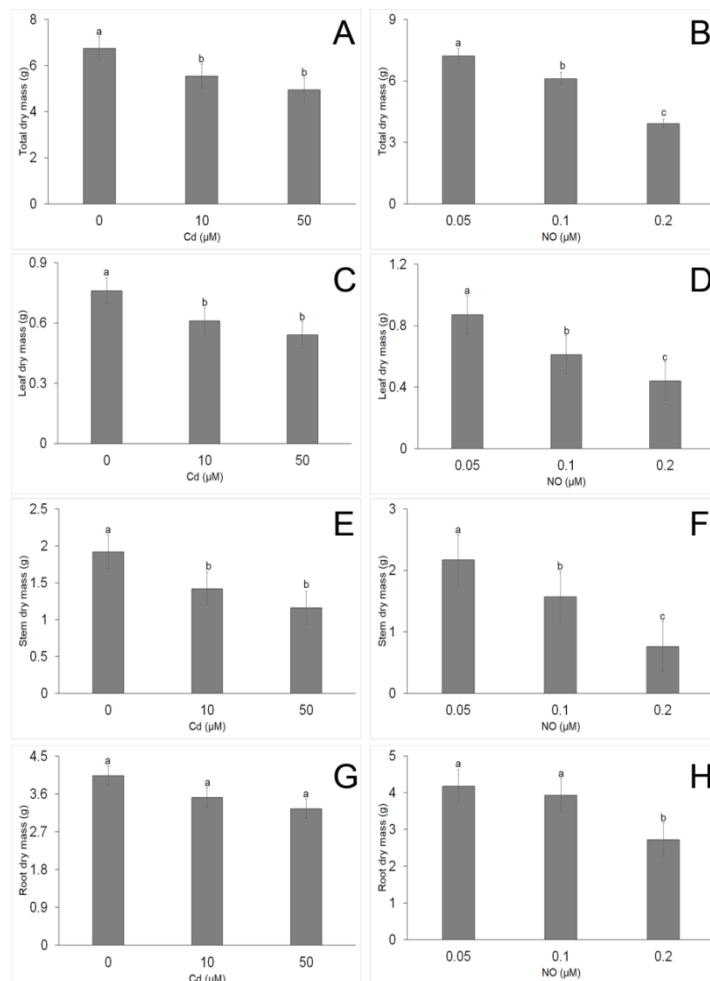 A
Total dry mass (g)
8
6
4
2
0
a
b
b
0
10
50
Cd (µM)
B
Total dry mass (g)
9
6
3
0
a
b
c
0.05
0.1
0.2
NO (µM)
C
Leaf dry mass (g)
0.9
0.6
0.3
0
a
b
b
0
10
50
Cd (µM)
D
Leaf dry mass (g)
1.2
0.8
0.4
0
a
b
c
0.05
0.1
0.2
NO (µM)
E
Stem dry mass (g)
2.5
2
1.5
1
0.5
0
a
b
b
0
10
50
Cd (µM)
F
Stem dry mass (g)
3
2
1
0
a
b
c
0.05
0.1
0.2
NO (µM)
G
Root dry mass (g)
4.5
3.6
2.7
1.8
0.9
0
a
a
a
0
10
50
Cd (µM)
H
Root dry mass (g)
5
4
3
2
1
0
a
a
b
0.05
0.1
0.2
NO (µM)